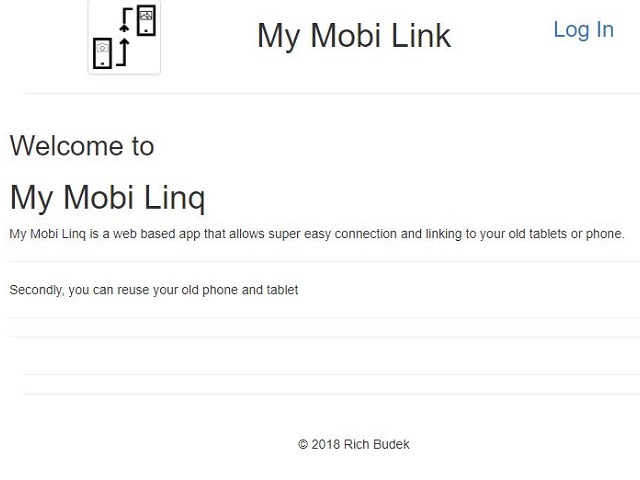 My Mobi Link
Log In
Welcome to
My Mobi Linq
My Mobi Linq is a web based app that allows super easy connection and linking to your old tablets or phone.
Secondly, you can reuse your old phone and tablet
© 2018 Rich Budek